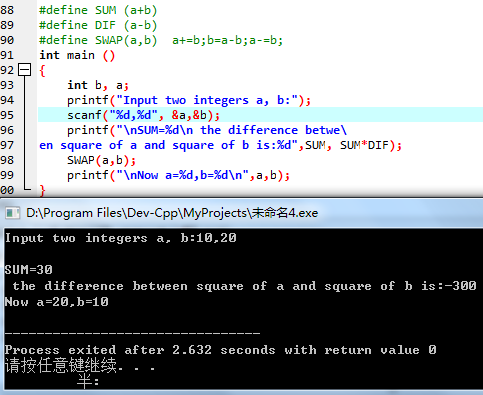 88 #define SUM (a+b)
89 #define DIF (a-b)
90 #define SWAP(a,b)  a+=b;b=a-b;a-=b;
91 int main ()
92 {
93     int b, a;
94     printf("Input two integers a, b:");
95     scanf("%d,%d", &a,&b);
96     printf("\nSUM=%d\n the difference betwe\
97 en square of a and square of b is:%d",SUM, SUM*DIF);
98     SWAP(a,b);
99     printf("\nNow a=%d,b=%d\n",a,b);
00 }
D:\Program Files\Dev-Cpp\MyProjects\未命名4.exe
Input two integers a, b:10,20
SUM=30
 the difference between square of a and square of b is:-300
Now a=20,b=10
--------------------------------
Process exited after 2.632 seconds with return value 0
请按任意键继续. . .
半: